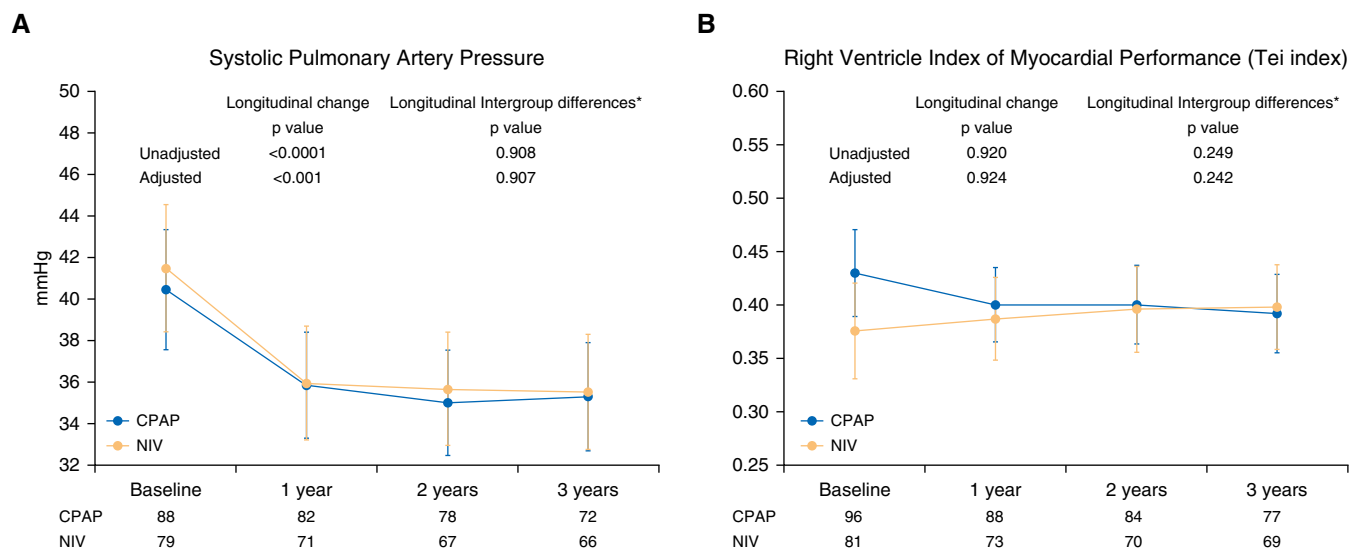 A
Systolic Pulmonary Artery Pressure
50
48
46
44
42
40
38
36
34
32
mmHg
Longitudinal change Longitudinal Intergroup differences*
p value p value
Unadjusted <0.0001 0.908
Adjusted <0.001 0.907
CPAP
NIV
Baseline 1 year 2 years 3 years
CPAP 88 82 78 72
NIV 79 71 67 66
B
Right Ventricle Index of Myocardial Performance (Tei index)
0.60
0.55
0.50
0.45
0.40
0.35
0.30
0.25
Longitudinal change Longitudinal Intergroup differences*
p value p value
Unadjusted 0.920 0.249
Adjusted 0.924 0.242
CPAP
NIV
Baseline 1 year 2 years 3 years
CPAP 96 88 84 77
NIV 81 73 70 69